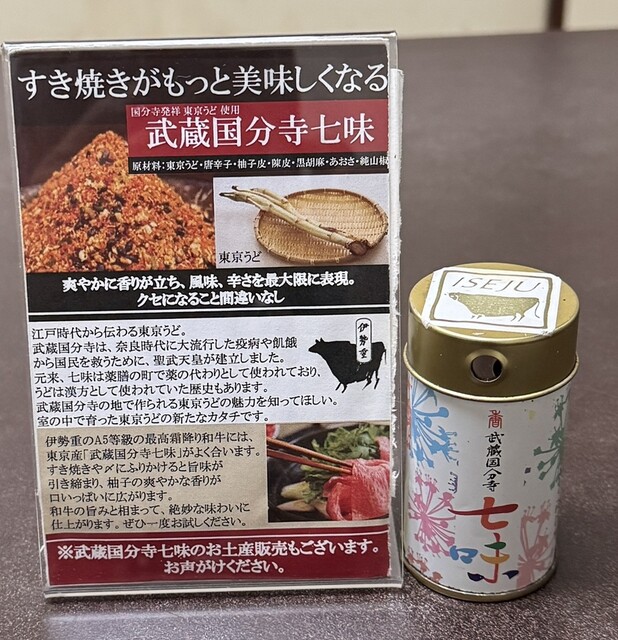 すき焼きがもっと美味しくなる
国分寺発祥 東京うど 使用
武蔵国分寺七味
原材料：東京うど・唐辛子・柚子皮・陳皮・黒胡麻・あおさ・純山椒
東京うど
爽やかに香りが立ち、風味、辛さを最大限に表現。
クセになること間違いなし
江戸時代から伝わる東京うど。
武蔵国分寺は、奈良時代に大流行した疫病や飢餓
から国民を救うために、聖武天皇が建立しました。
元来、七味は薬膳の町で薬の代わりとして使われており、
うどは漢方として使われていた歴史もあります。
武蔵国分寺の地で作られる東京うどの魅力を知ってほしい。
室の中で育った東京うどの新たなカタチです。
伊勢重
伊勢重のA5等級の最高霜降り和牛には、
東京産「武蔵国分寺七味」がよく合います。
すき焼きや〆にふりかけると旨味が
引き締まり、柚子の爽やかな香りが
口いっぱいに広がります。
和牛の旨みと相まって、絶妙な味わいに
仕上がります。ぜひ一度お試しください。
※武蔵国分寺七味のお土産販売もございます。
お声がけください。
ISEJU
武蔵国分寺
七味